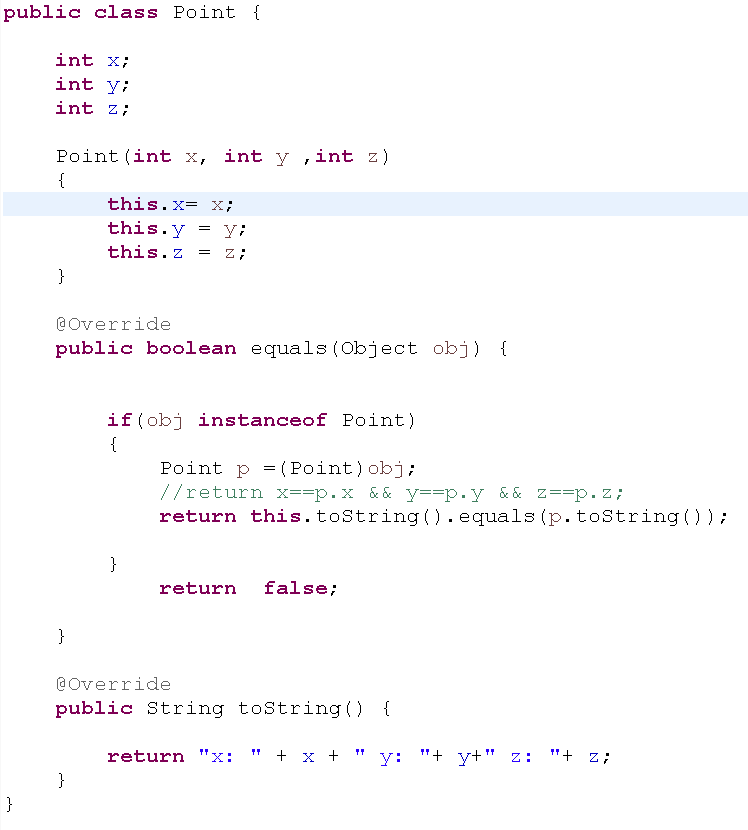 public class Point {
int x;
int y;
int z;
Point(int x, int y ,int z)
{
this.x= x;
this.y = y;
this.z = z;
}
@Override
public boolean equals(Object obj) {
if(obj instanceof Point)
{
Point p =(Point)obj;
//return x==p.x && y==p.y && z==p.z;
return this.toString().equals(p.toString());
}
return  false;
}
@Override
public String toString() {
return "x: " + x + " y: "+ y+" z: "+ z;
}
}